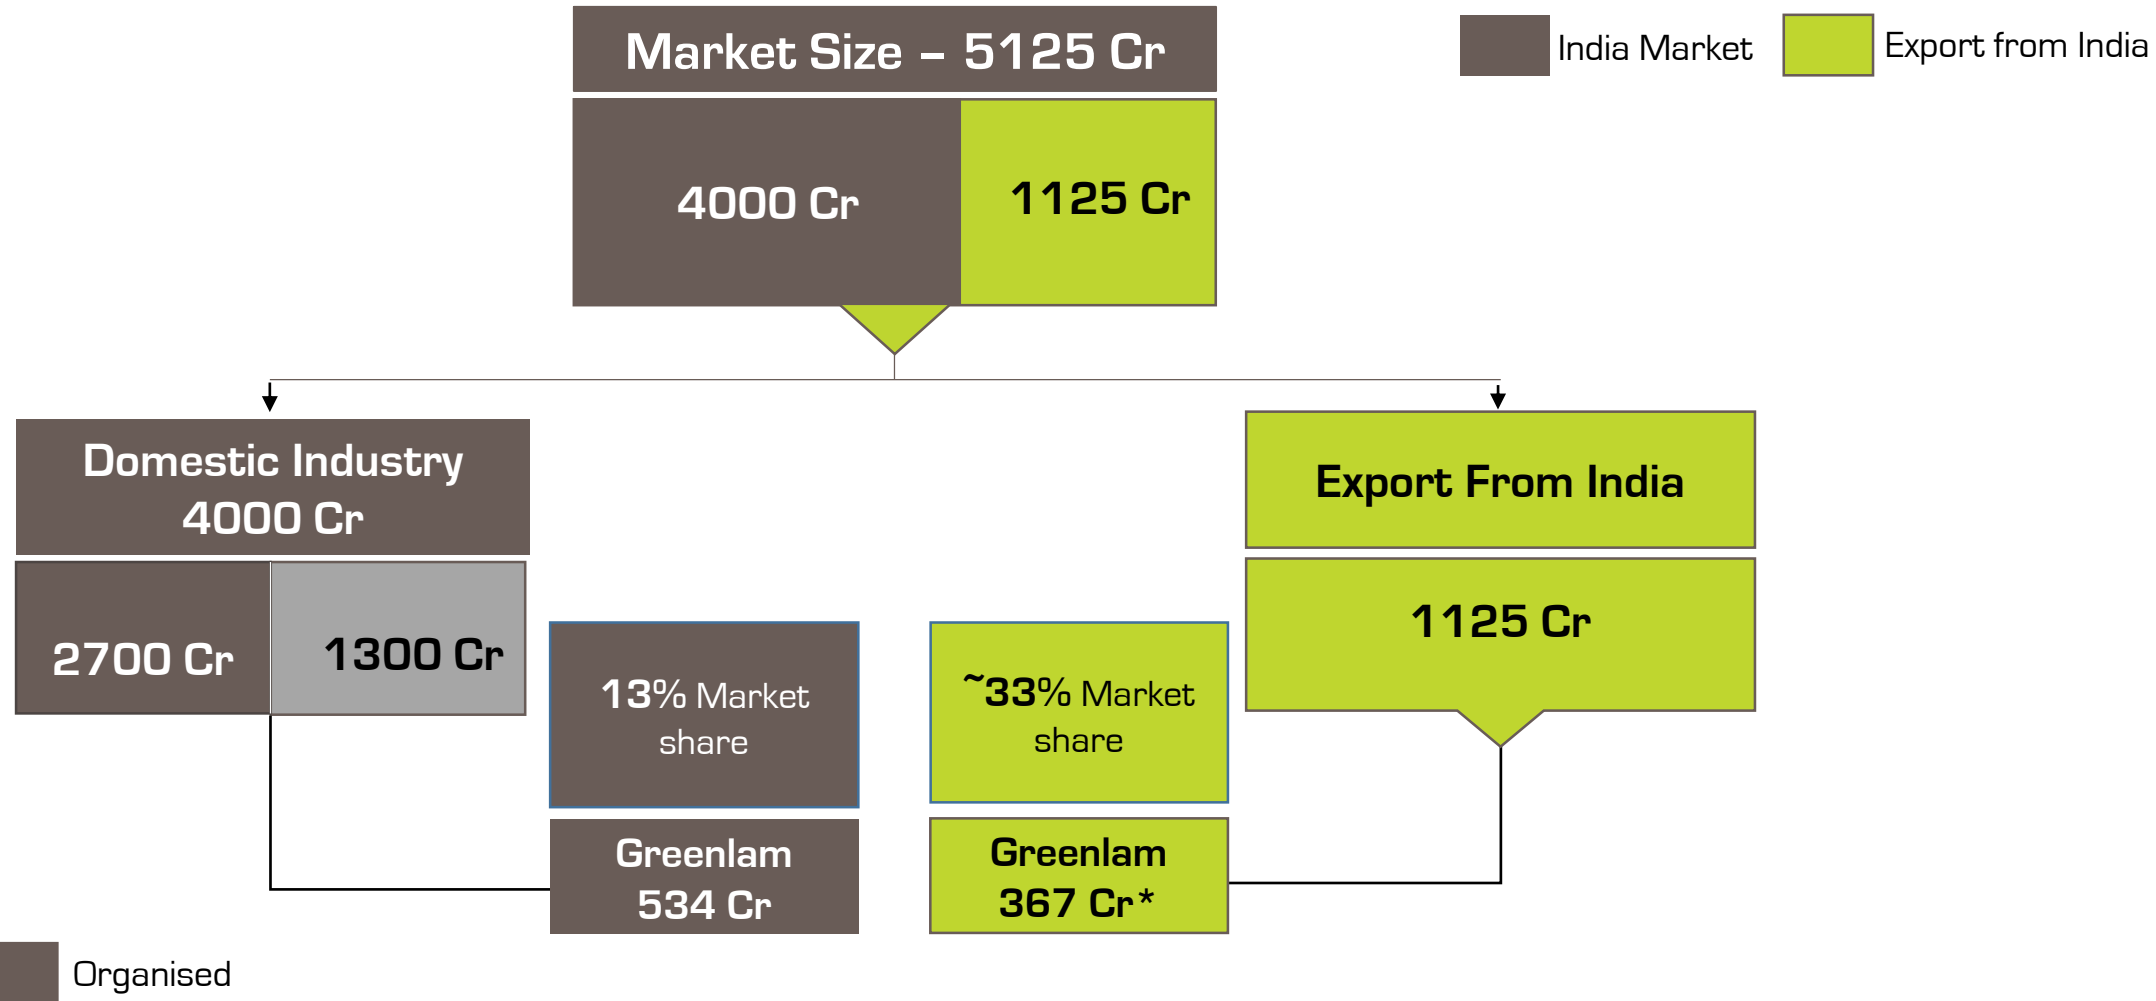 Market Size – 5125 Cr
India Market
Export from India
4000 Cr
1125 Cr
Domestic Industry
4000 Cr
Export From India
2700 Cr
1300 Cr
1125 Cr
13% Market
share
~33% Market
share
Greenlam
534 Cr
Greenlam
367 Cr*
Organised